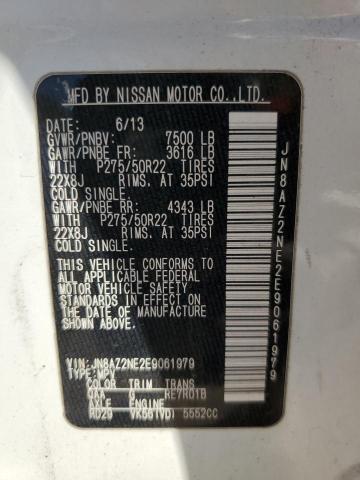 MFD BY NISSAN MOTOR CO.,LTD.
6/13
GVWR/PNBV: 7500 LB
GAWR/PNBE FR: 3616 LB
WITH P275/50R22 TIRES
22X8J RIMS. AT 35PSI
COLD SINGLE.
GAWR/PNBE RR: 4343 LB
WITH P275/50R22 TIRES
22X8J RIMS. AT 35PSI
COLD SINGLE.
THIS VEHICLE CONFORMS TO
ALL APPLICABLE FEDERAL
MOTOR VEHICLE SAFETY
STANDARDS IN EFFECT ON
THE DATE OF MANUFACTURE
SHOWN ABOVE.
VIN: JN8AZ2NE2E9061979
TYPE:MPV
COLOR TRIM TRANS
QAA G RE7R01B
AXLE ENGINE
RD29 VK56(VD) 5552CC
JN8AZ2NE2E9061979